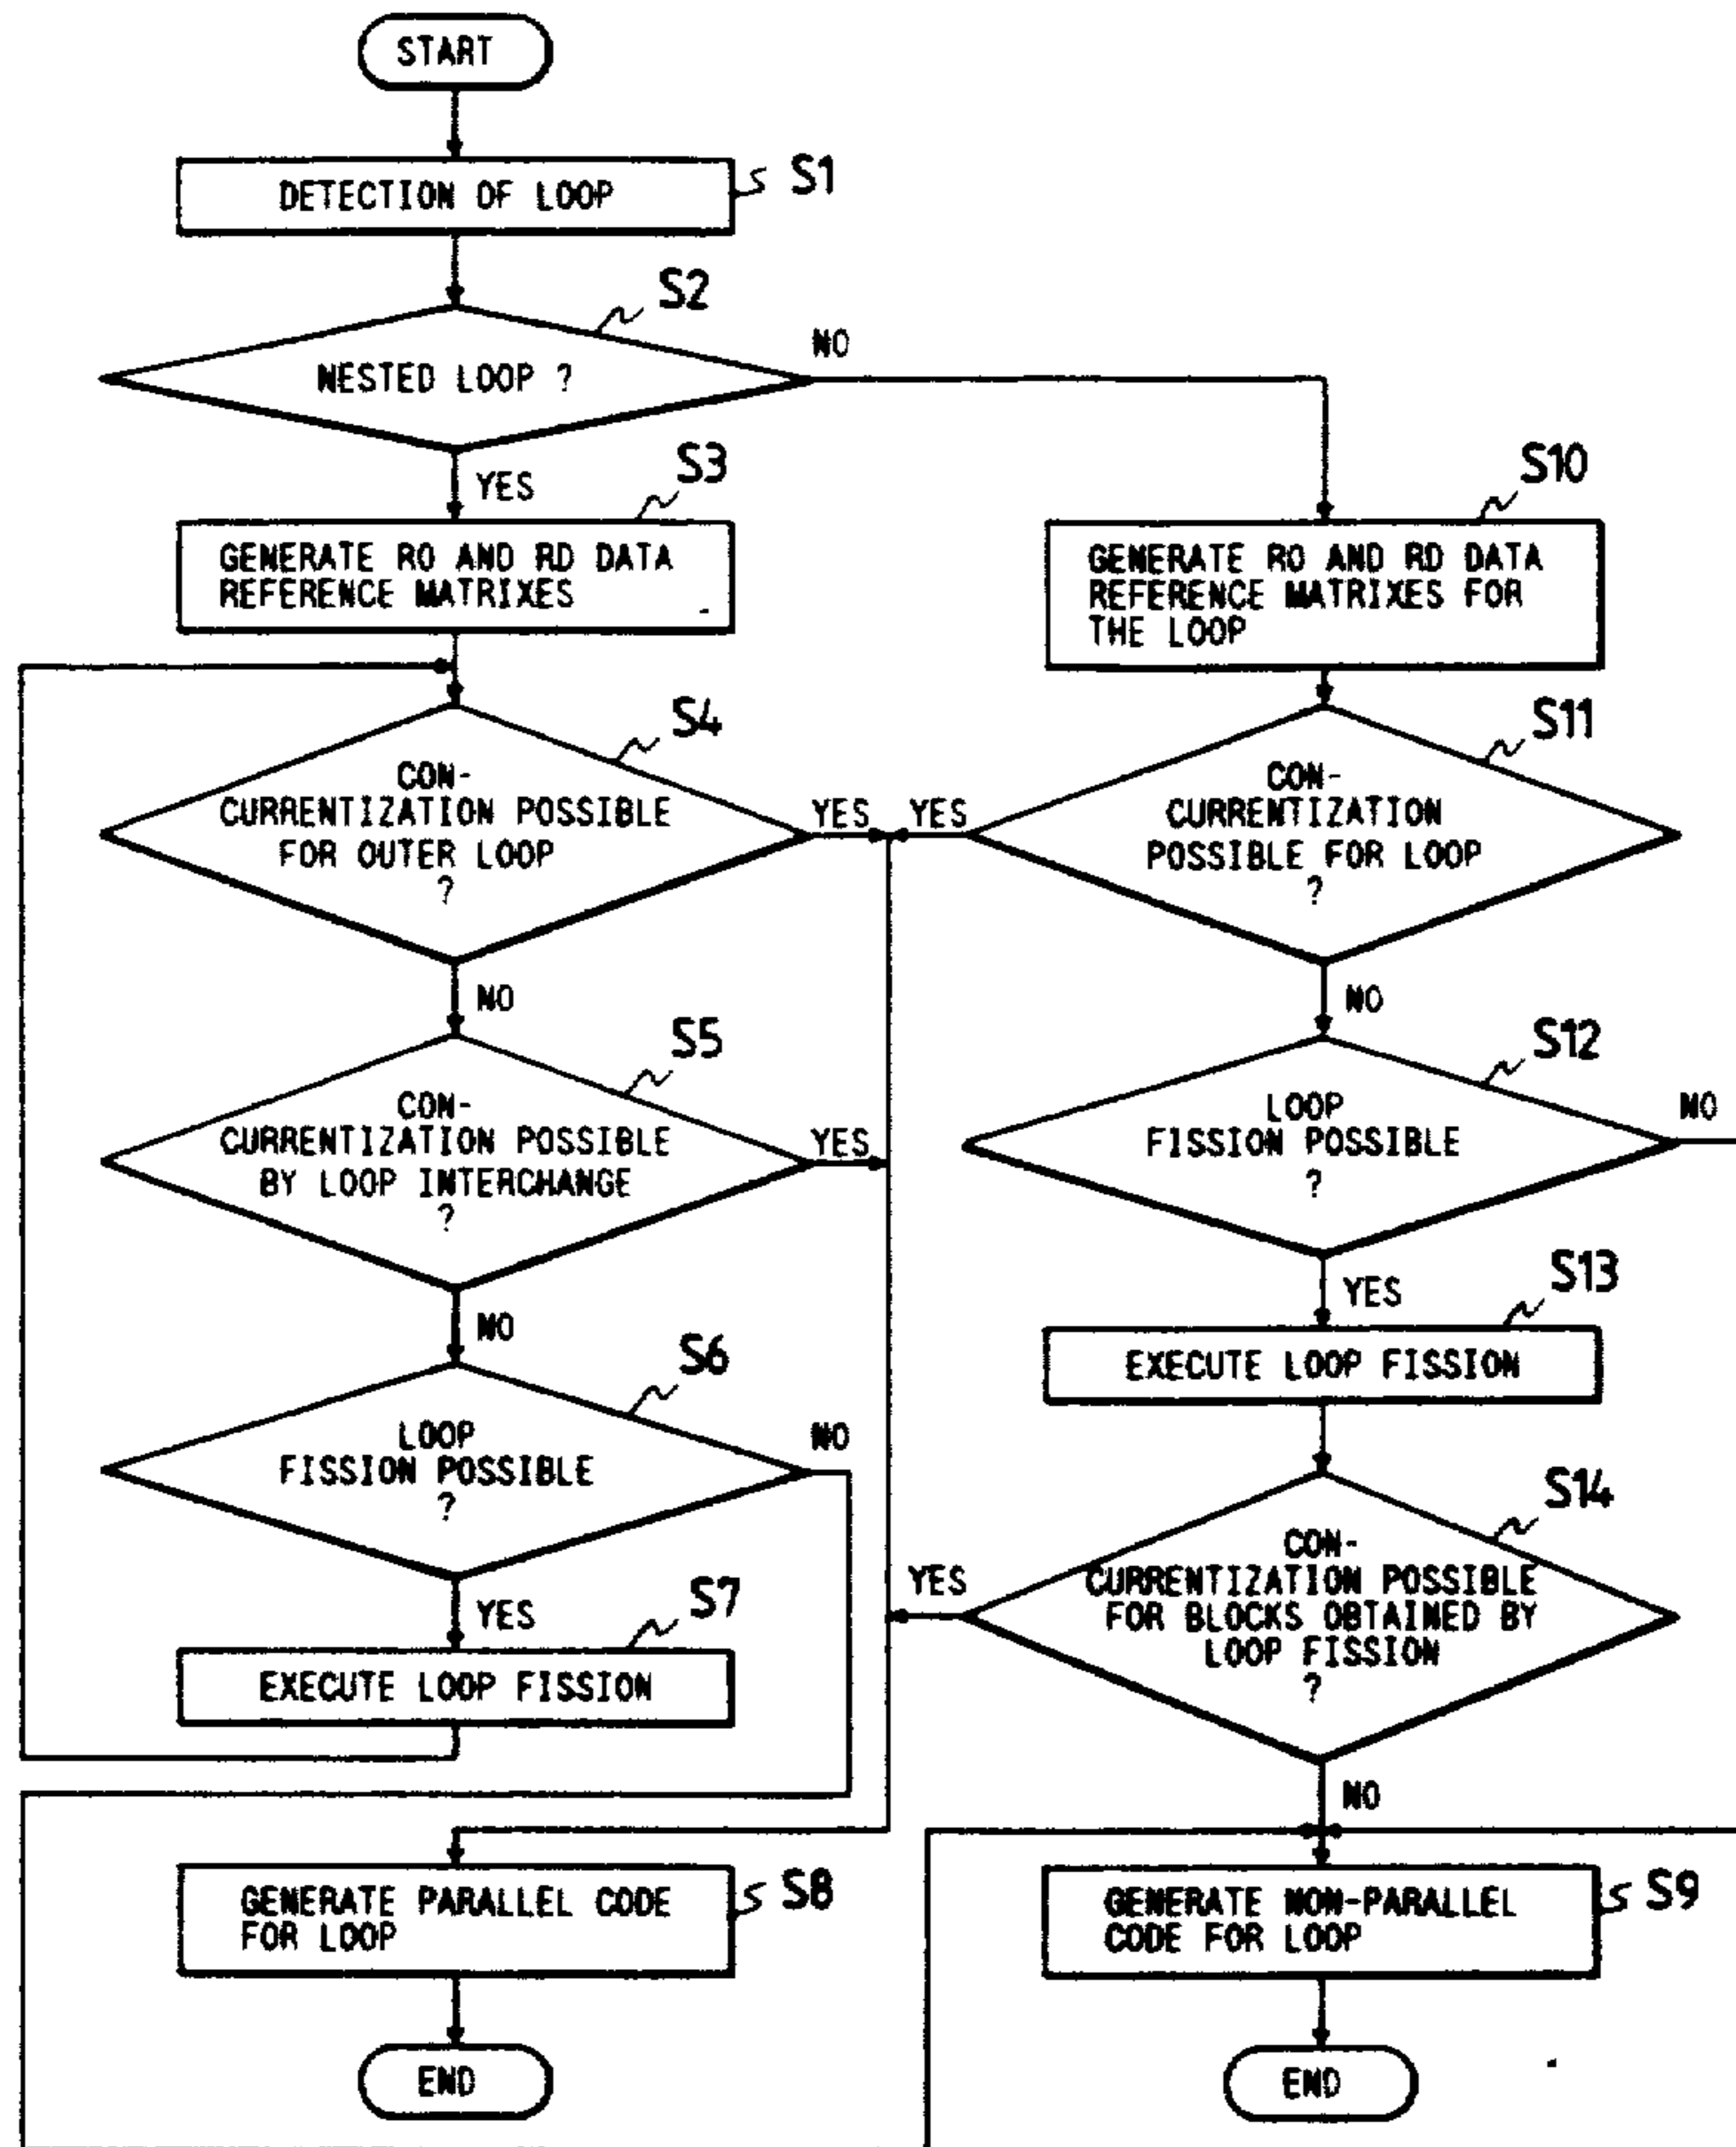 START
DETECTION OF LOOP
S1
S2
NESTED LOOP ?
NO
YES
S3
GENERATE RO AND RD DATA
REFERENCE MATRIXES
S10
GENERATE RO AND RD DATA
REFERENCE MATRIXES FOR
THE LOOP
S4
CON-
CURRENTIZATION POSSIBLE
FOR OUTER LOOP
?
YES
NO
S11
CON-
CURRENTIZATION
POSSIBLE FOR LOOP
?
YES
NO
S5
CON-
CURRENTIZATION POSSIBLE
BY LOOP INTERCHANGE
?
YES
NO
S12
LOOP
FISSION POSSIBLE
?
NO
YES
S6
LOOP
FISSION POSSIBLE
?
NO
YES
S13
EXECUTE LOOP FISSION
S7
EXECUTE LOOP FISSION
S14
CON-
CURRENTIZATION POSSIBLE
FOR BLOCKS OBTAINED BY
LOOP FISSION
?
YES
NO
GENERATE PARALLEL CODE
FOR LOOP
S8
GENERATE NON-PARALLEL
CODE FOR LOOP
S9
END
END